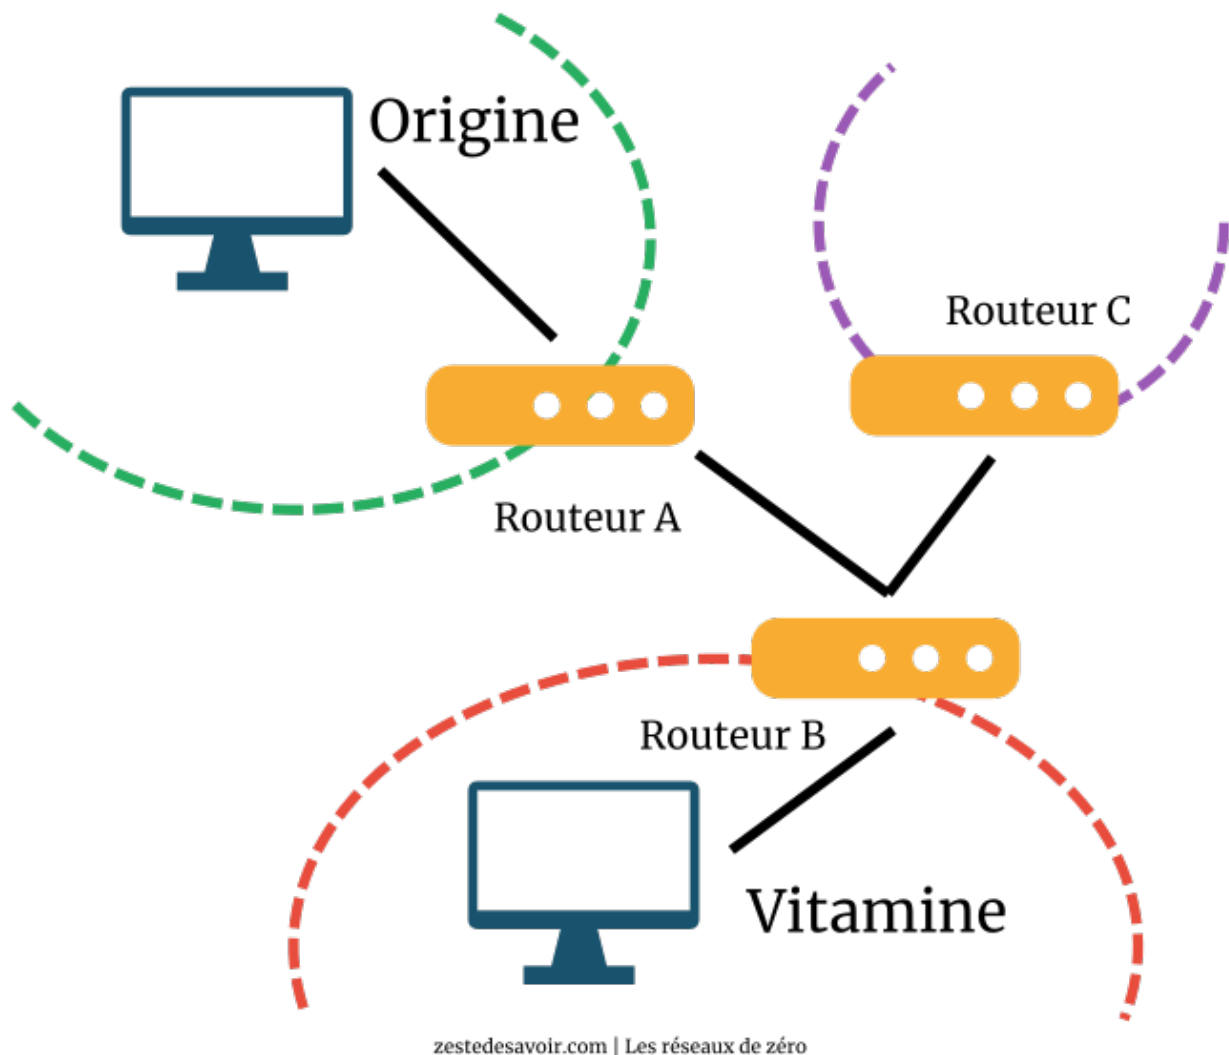 Origine
Routeur C
Routeur A
Routeur B
Vitamine
zestedesavoir.com | Les réseaux de zéro